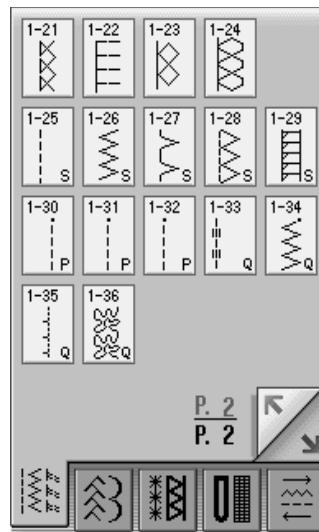 1-21 1-22 1-23 1-24
1-25 1-26 1-27 1-28 1-29
S S S S S
1-30 1-31 1-32 1-33 1-34
P P P Q Q
1-35 1-36
Q Q
P. 2
P. 2